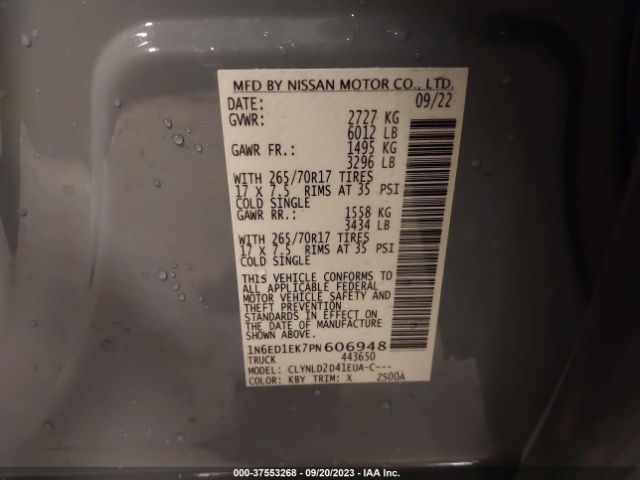 MFD BY NISSAN MOTOR CO., LTD.
DATE: 09/22
GVWR: 2727 KG
6012 LB
GAWR FR.: 1495 KG
3296 LB
WITH 265/70R17 TIRES
17 X 7.5 RIMS AT 35 PSI
COLD SINGLE
GAWR RR.: 1558 KG
3434 LB
WITH 265/70R17 TIRES
17 X 7.5 RIMS AT 35 PSI
COLD SINGLE
THIS VEHICLE CONFORMS TO
ALL APPLICABLE FEDERAL
MOTOR VEHICLE SAFETY AND
THEFT PREVENTION
STANDARDS IN EFFECT ON
THE DATE OF MANUFACTURE
SHOWN ABOVE.
1N6ED1EK7PN606948
TRUCK 443650
MODEL: CLYNLD2D41EUA-C---
COLOR: KBY TRIM: X 2S00A
000-37553268 - 09/20/2023 - IAA Inc.